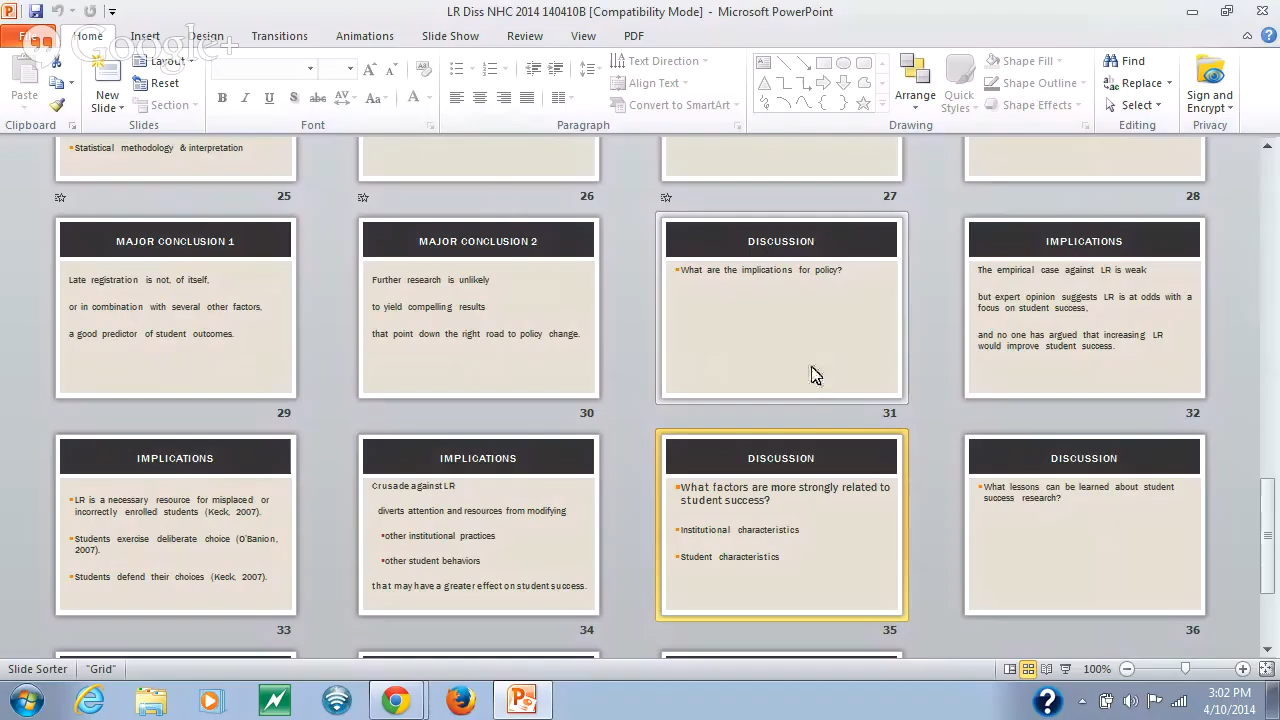 LR Diss NHC 2014 140410B [Compatibility Mode] - Microsoft PowerPoint
File Home Insert Design Transitions Animations Slide Show Review View PDF
Google+
Layout
Text Direction
Shape Fill
Find
Reset
Align Text
Shape Outline
Replace
Paste
New
Slide
Section
Convert to SmartArt
Arrange
Quick
Styles
Shape Effects
Select
Sign and
Encrypt
Clipboard Slides Font Paragraph Drawing Editing Privacy
Statistical methodology & interpretation
25 26 27 28
MAJOR CONCLUSION 1
Late registration is not, of itself,
or in combination with several other factors,
a good predictor of student outcomes.
29
MAJOR CONCLUSION 2
Further research is unlikely
to yield compelling results
that point down the right road to policy change.
30
DISCUSSION
What are the implications for policy?
31
IMPLICATIONS
The empirical case against LR is weak
but expert opinion suggests LR is at odds with a
focus on student success,
and no one has argued that increasing LR
would improve student success.
32
IMPLICATIONS
LR is a necessary resource for misplaced or
incorrectly enrolled students (Keck, 2007).
Students exercise deliberate choice (O'Banion,
2007).
Students defend their choices (Keck, 2007).
33
IMPLICATIONS
Crusade against LR
diverts attention and resources from modifying
other institutional practices
other student behaviors
that may have a greater effect on student success.
34
DISCUSSION
What factors are more strongly related to
student success?
Institutional characteristics
Student characteristics
35
DISCUSSION
What lessons can be learned about student
success research?
36
Slide Sorter "Grid" 100%
3:02 PM
4/10/2014